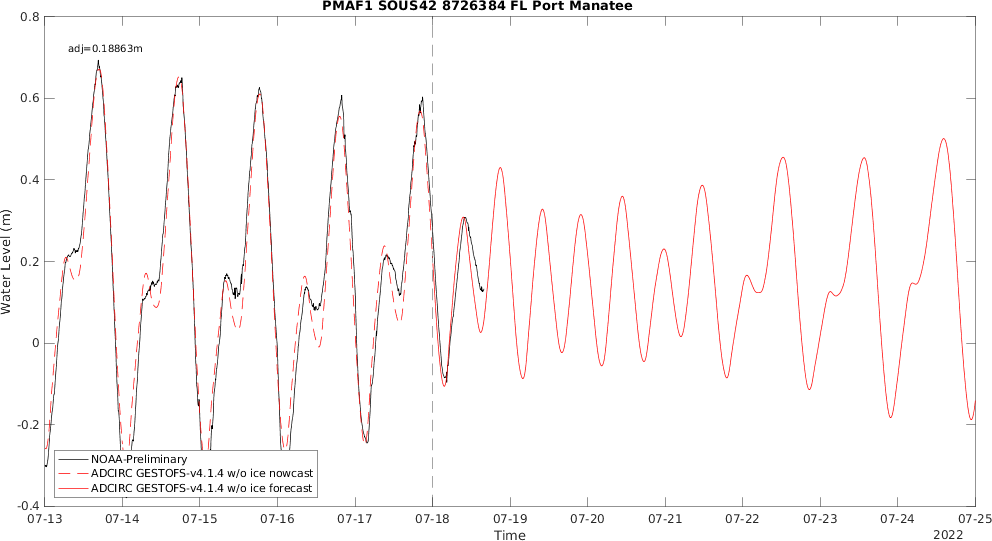 PMAF1 SOUS42 8726384 FL Port Manatee
adj=0.18863m
0.8
0.6
0.4
0.2
0
-0.2
-0.4
Water Level (m)
NOAA-Preliminary
ADCIRC GESTOFS-v4.1.4 w/o ice nowcast
ADCIRC GESTOFS-v4.1.4 w/o ice forecast
07-13 07-14 07-15 07-16 07-17 07-18 07-19 07-20 07-21 07-22 07-23 07-24 07-25
Time
2022